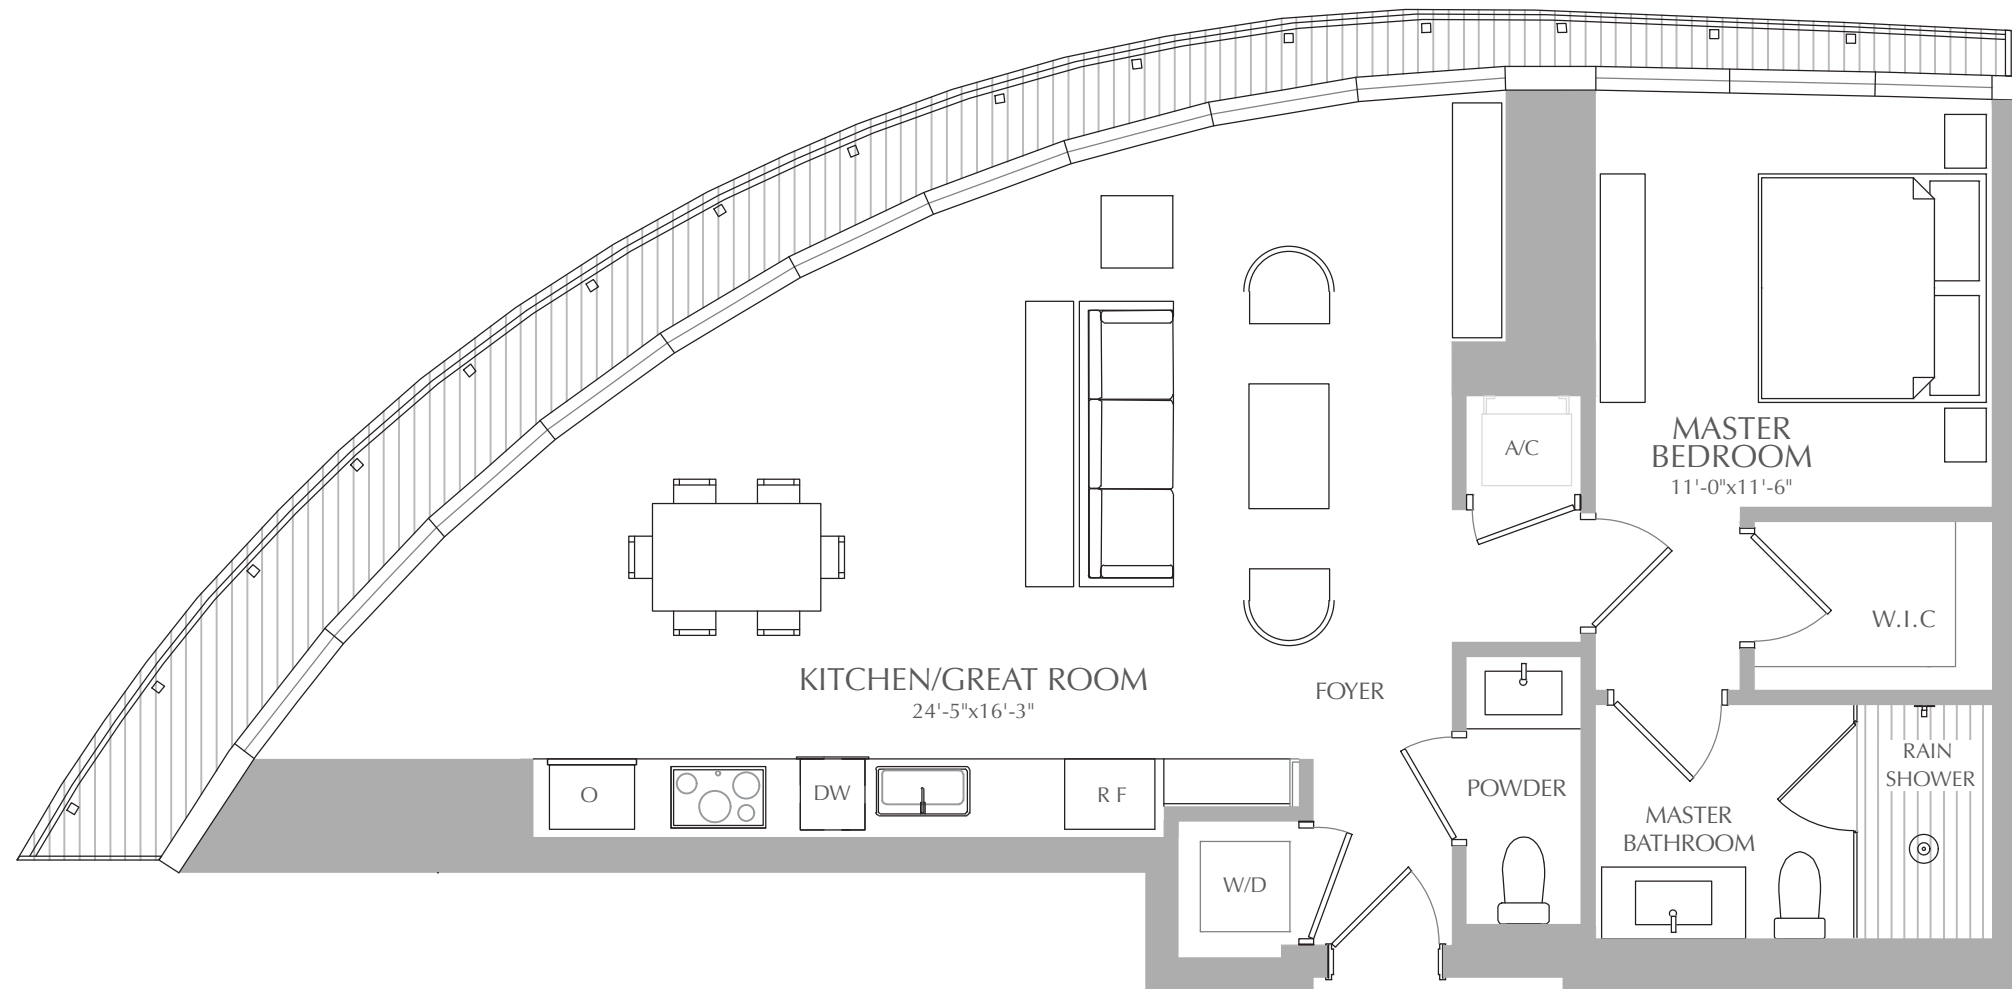 A/C
MASTER
BEDROOM
11'-0"x11'-6"
W.I.C
KITCHEN/GREAT ROOM
24'-5"x16'-3"
FOYER
O
DW
R F
POWDER
RAIN
SHOWER
MASTER
BATHROOM
W/D